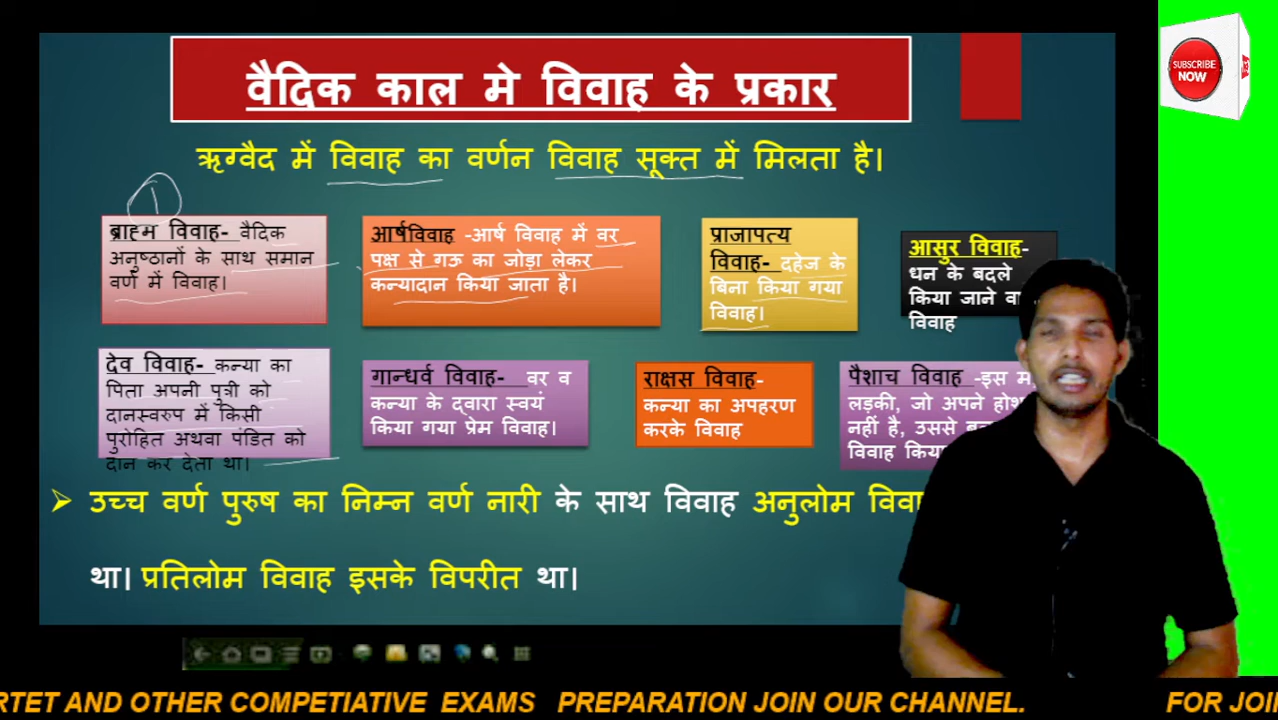 वैदिक काल मे विवाह के प्रकार
SUBSCRIBE
NOW
ऋग्वैद में विवाह का वर्णन विवाह सूक्त में मिलता है।
1
ब्राह्म विवाह- वैदिक
अनुष्ठानों के साथ समान
वर्ण में विवाह।
आर्षविवाह -आर्ष विवाह में वर
पक्ष से गऊ का जोड़ा लेकर
कन्यादान किया जाता है।
प्राजापत्य
विवाह- दहेज के
बिना किया गया
विवाह।
आसुर विवाह-
धन के बदले
किया जाने
विवाह
देव विवाह- कन्या का
पिता अपनी पुत्री को
दानस्वरुप में किसी
पुरोहित अथवा पंडित को
दान कर देता था।
गान्धर्व विवाह- वर व
कन्या के द्वारा स्वयं
किया गया प्रेम विवाह।
राक्षस विवाह-
कन्या का अपहरण
करके विवाह
पैशाच विवाह -इस
लड़की, जो अपने
नहीं है, उससे
विवाह
➢ उच्च वर्ण पुरुष का निम्न वर्ण नारी के साथ विवाह अनुलोम
था। प्रतिलोम विवाह इसके विपरीत था।
RTET AND OTHER COMPETIATIVE EXAMS PREPARATION JOIN OUR CHANNEL. FOR JOI